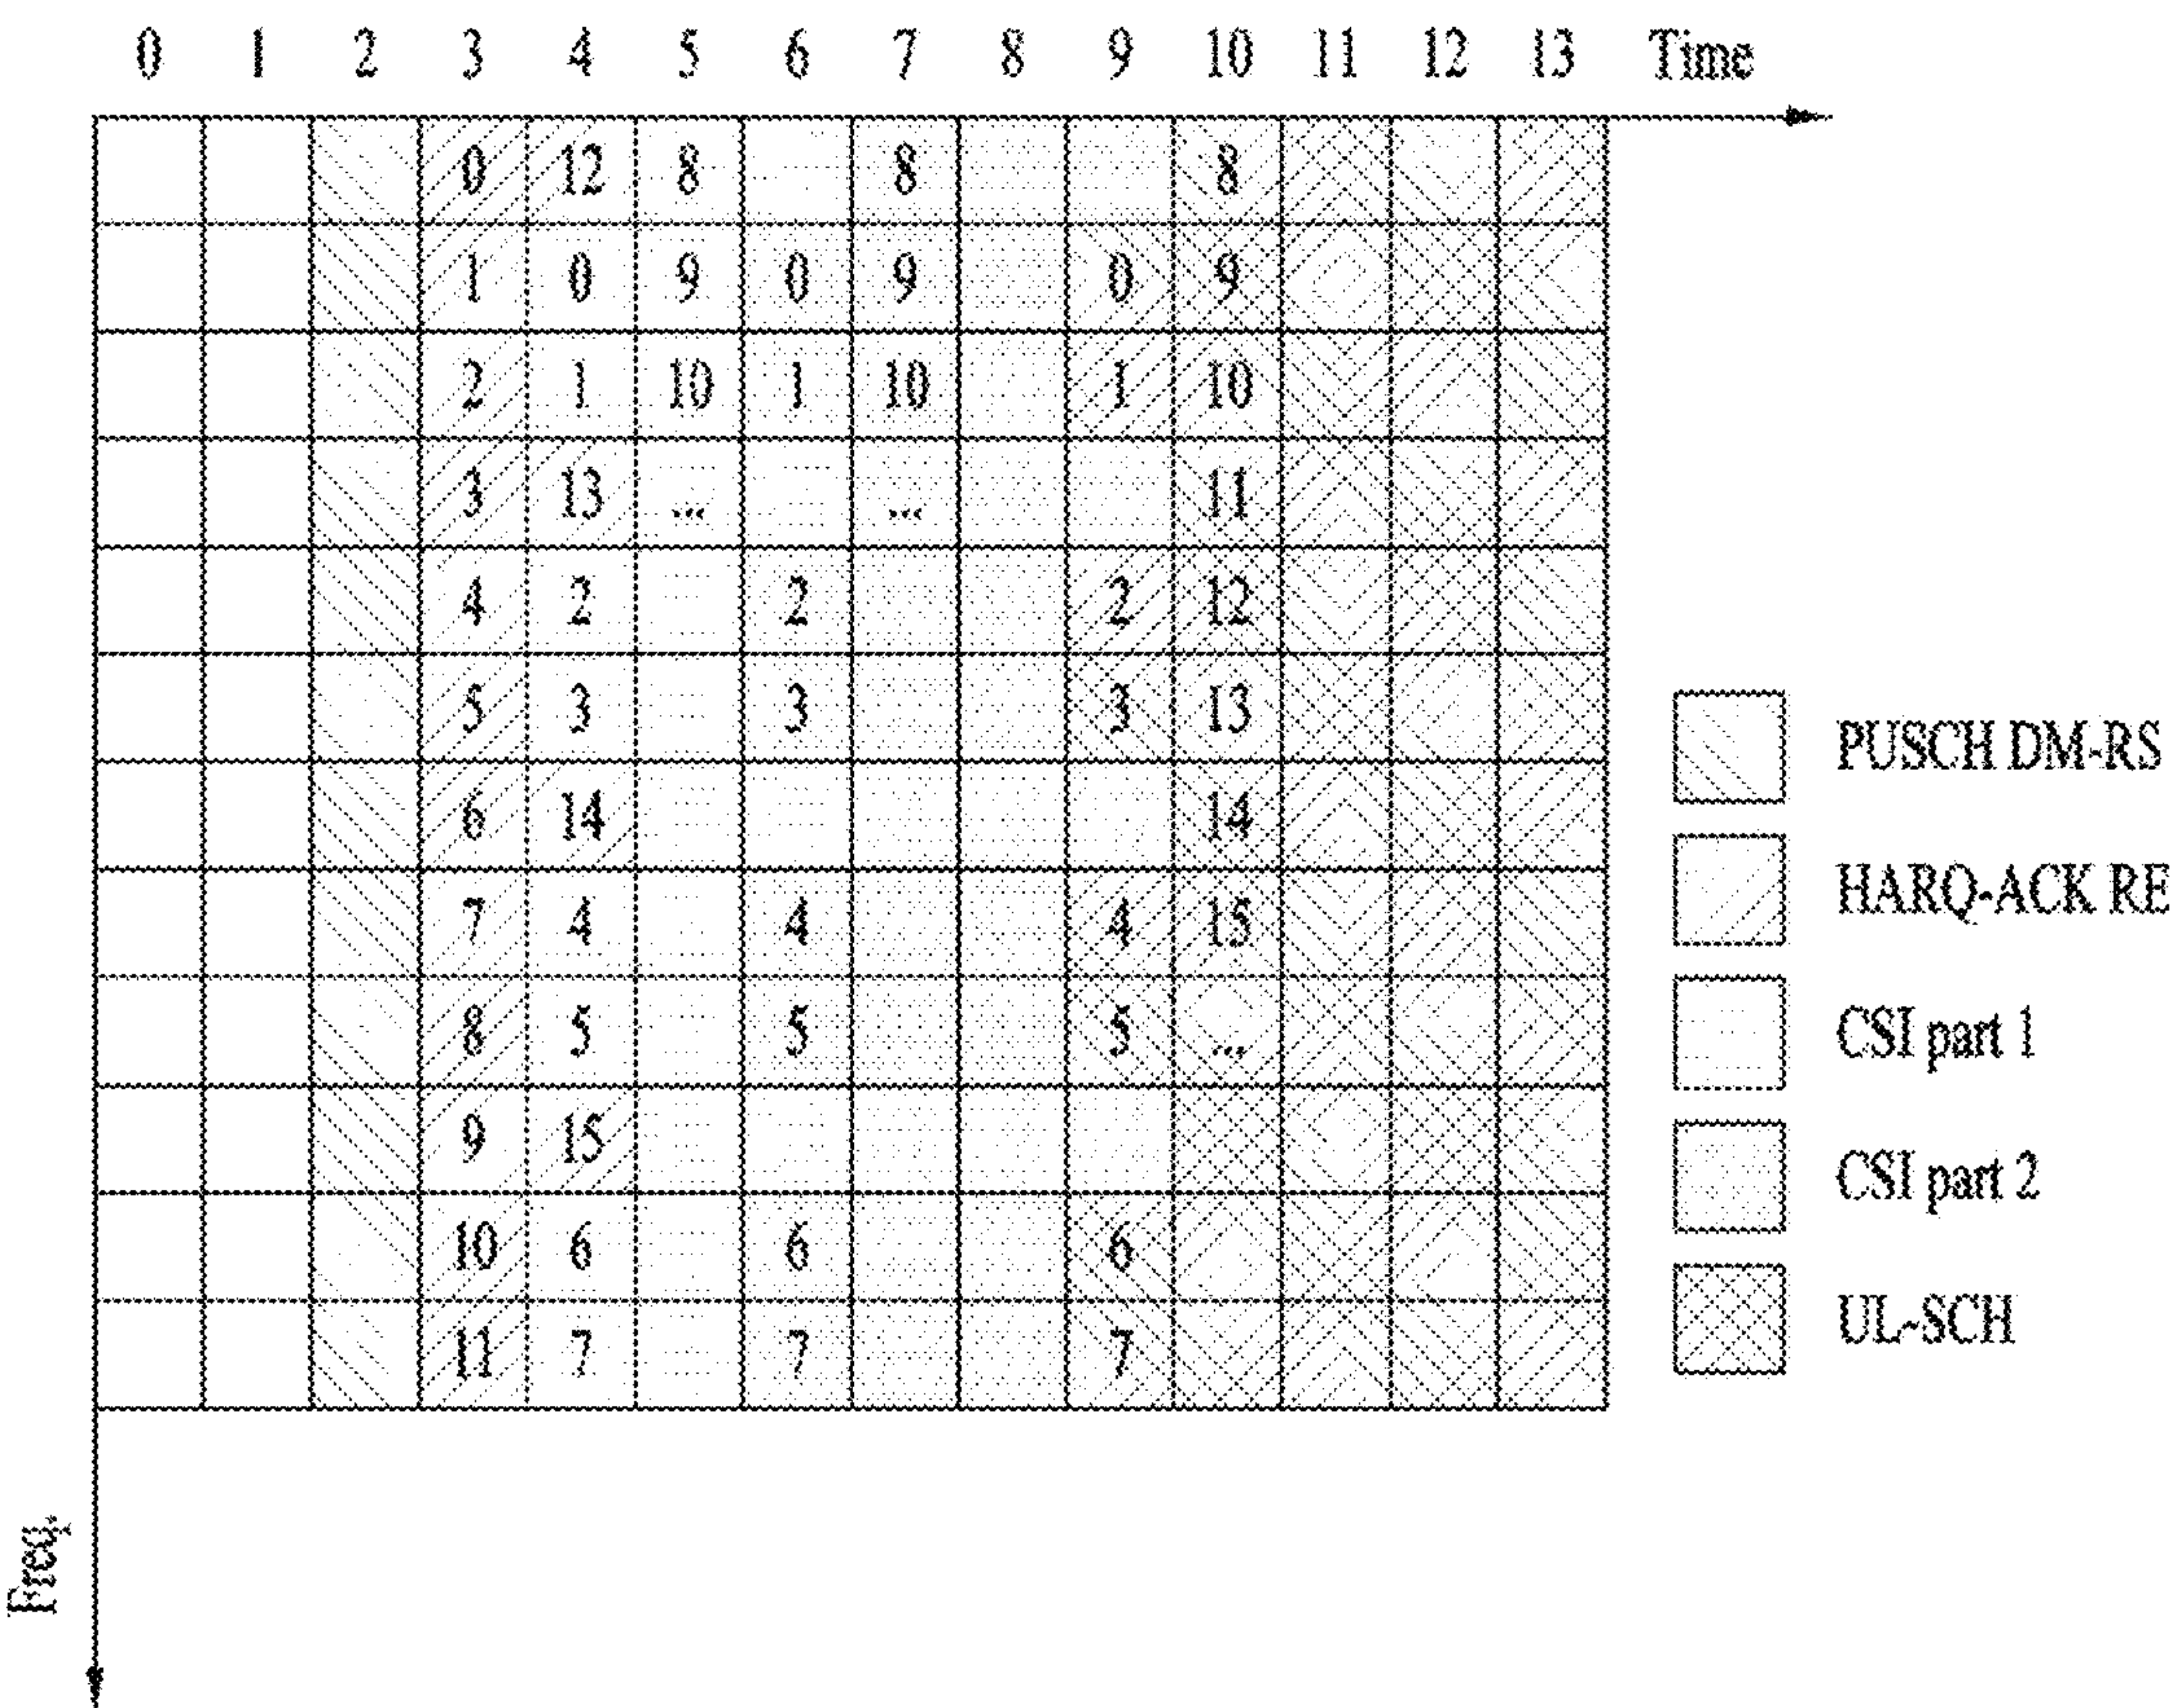 0 1 2 3 4 5 6 7 8 9 10 11 12 13 Time
0 12 8 8 8
1 0 9 0 9 0 9
2 1 10 1 10 1 10
3 13 ... ... 11
4 2 2 2 12
5 3 3 3 13
6 14 14
7 4 4 4 15
8 5 5 5 ...
9 15
10 6 6 6
11 7 7 7
PUSCH DM-RS
HARQ-ACK RE
CSI part 1
CSI part 2
UL-SCH
Freq.